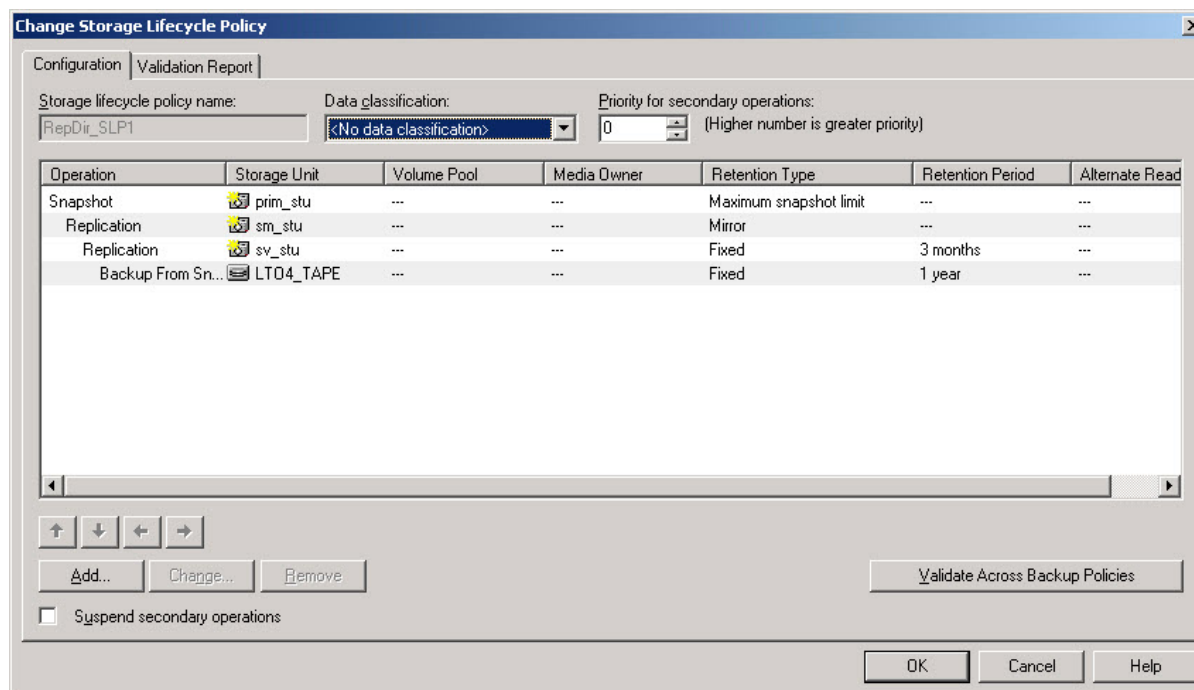 Change Storage Lifecycle Policy
Configuration Validation Report
Storage lifecycle policy name: Data classification: Priority for secondary operations:
RepDir_SLP1 <No data classification> 0 (Higher number is greater priority)
Operation Storage Unit Volume Pool Media Owner Retention Type Retention Period Alternate Read
Snapshot prim_stu --- --- Maximum snapshot limit --- ---
Replication sm_stu --- --- Mirror --- ---
Replication sv_stu --- --- Fixed 3 months ---
Backup From Sn... LTO4_TAPE --- --- Fixed 1 year ---
Add... Change... Remove Validate Across Backup Policies
Suspend secondary operations
OK Cancel Help